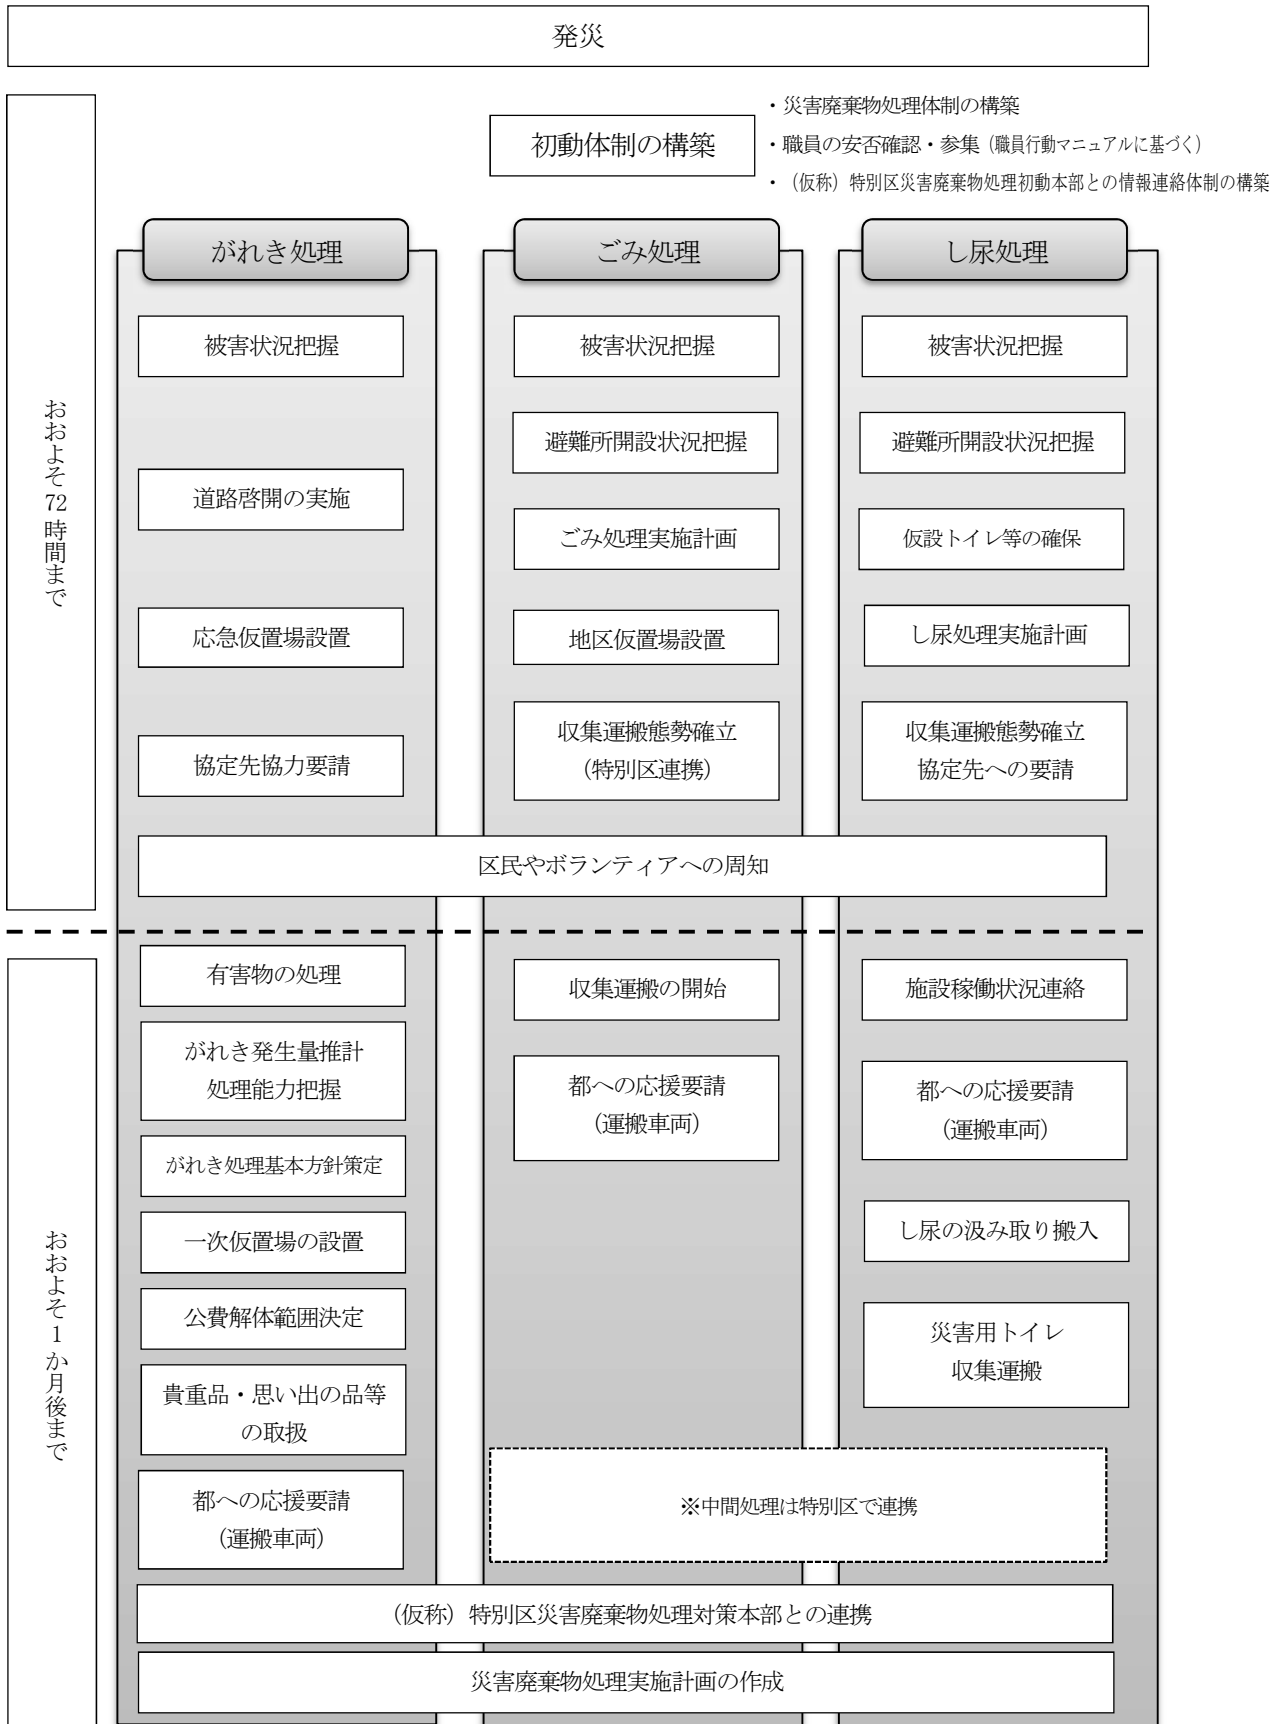 発災
初動体制の構築
・災害廃棄物処理体制の構築
・職員の安否確認・参集（職員行動マニュアルに基づく）
・（仮称）特別区災害廃棄物処理初動本部との情報連絡体制の構築
おおよそ72時間まで
がれき処理
ごみ処理
し尿処理
被害状況把握
被害状況把握
被害状況把握
避難所開設状況把握
避難所開設状況把握
道路啓開の実施
ごみ処理実施計画
仮設トイレ等の確保
応急仮置場設置
地区仮置場設置
し尿処理実施計画
協定先協力要請
収集運搬態勢確立
（特別区連携）
収集運搬態勢確立
協定先への要請
区民やボランティアへの周知
おおよそ1か月後まで
有害物の処理
収集運搬の開始
施設稼働状況連絡
がれき発生量推計
処理能力把握
都への応援要請
（運搬車両）
都への応援要請
（運搬車両）
がれき処理基本方針策定
一次仮置場の設置
し尿の汲み取り搬入
公費解体範囲決定
災害用トイレ
収集運搬
貴重品・思い出の品等
の取扱
都への応援要請
（運搬車両）
※中間処理は特別区で連携
（仮称）特別区災害廃棄物処理対策本部との連携
災害廃棄物処理実施計画の作成